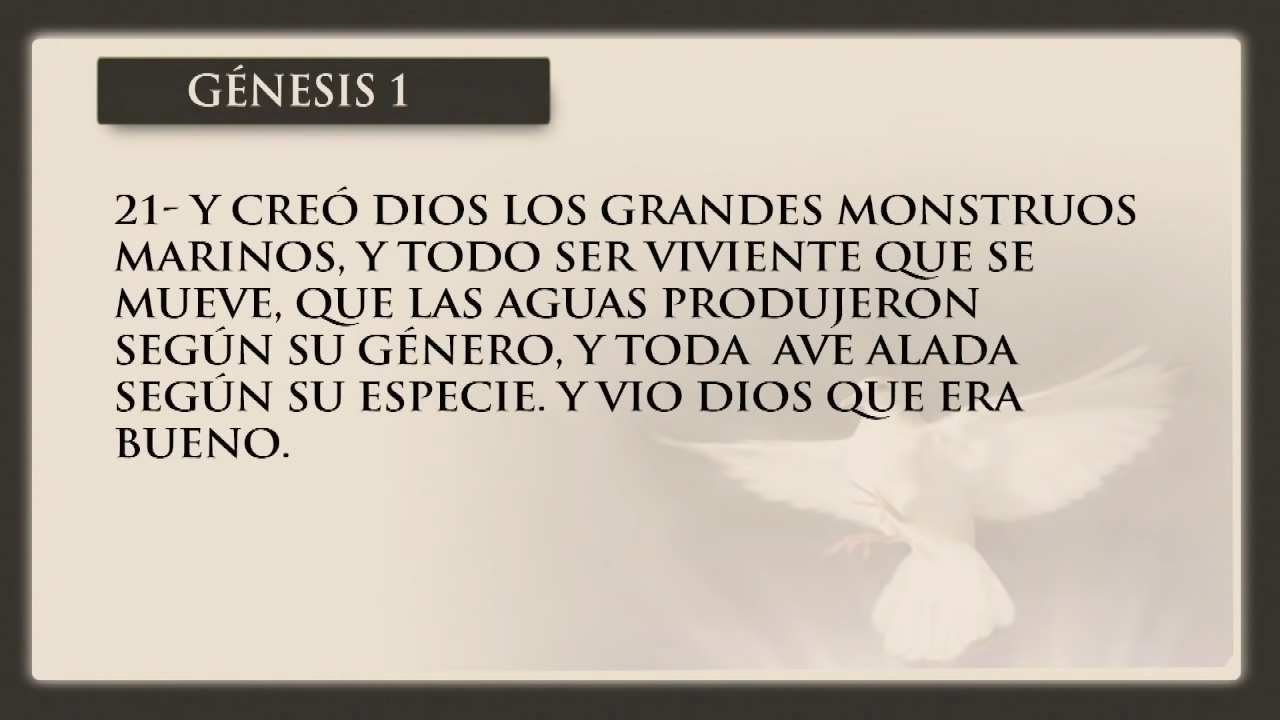 GÉNESIS 1
21- Y CREÓ DIOS LOS GRANDES MONSTRUOS
MARINOS, Y TODO SER VIVIENTE QUE SE
MUEVE, QUE LAS AGUAS PRODUJERON
SEGÚN SU GÉNERO, Y TODA AVE ALADA
SEGÚN SU ESPECIE. Y VIO DIOS QUE ERA
BUENO.